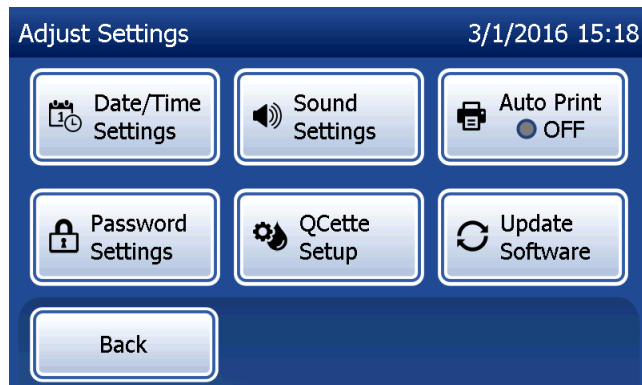 Adjust Settings 3/1/2016 15:18
Date/Time
Settings
Sound
Settings
Auto Print
OFF
Password
Settings
QCette
Setup
Update
Software
Back